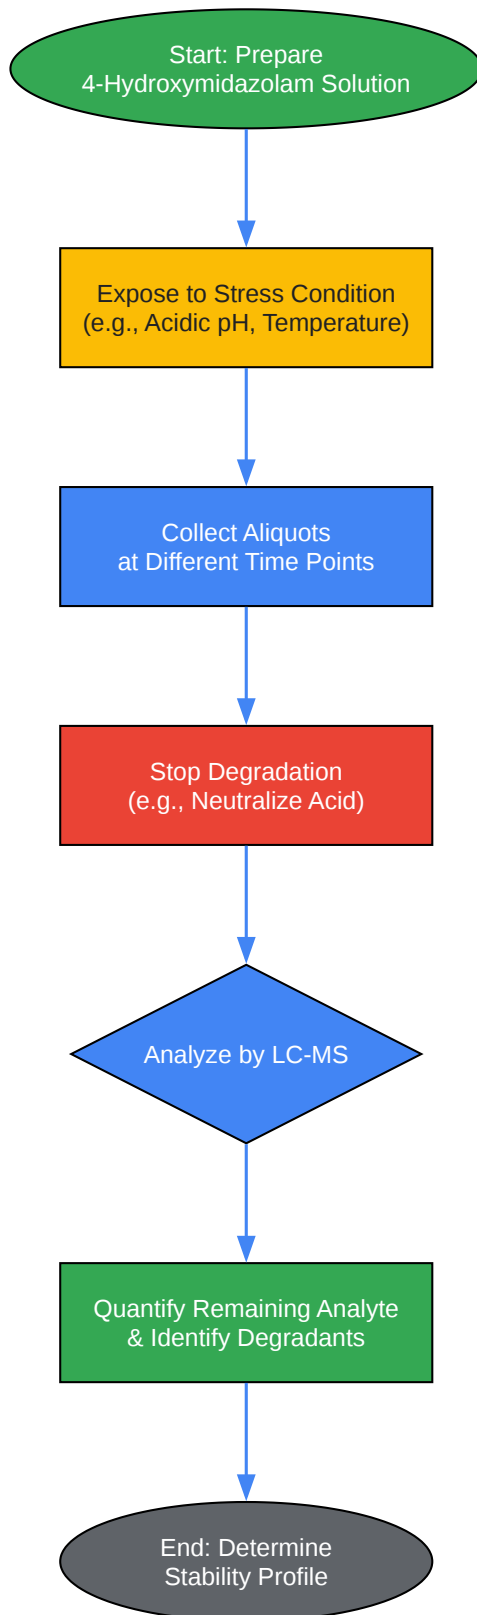 Start: Prepare
4-Hydroxymidazolam Solution
Expose to Stress Condition
(e.g., Acidic pH, Temperature)
Collect Aliquots
at Different Time Points
Stop Degradation
(e.g., Neutralize Acid)
Analyze by LC-MS
Quantify Remaining Analyte
& Identify Degradants
End: Determine
Stability Profile